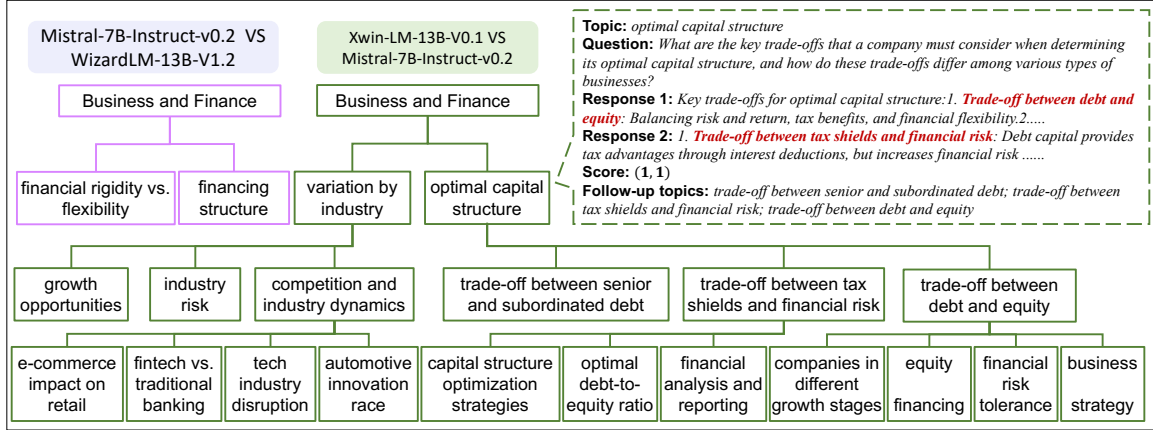 Mistral-7B-Instruct-v0.2 VS
WizardLM-13B-V1.2
Xwin-LM-13B-V0.1 VS
Mistral-7B-Instruct-v0.2
Topic: optimal capital structure
Question: What are the key trade-offs that a company must consider when determining
its optimal capital structure, and how do these trade-offs differ among various types of
businesses?
Response 1: Key trade-offs for optimal capital structure:1. Trade-off between debt and
equity: Balancing risk and return, tax benefits, and financial flexibility.2.....
Response 2: 1. Trade-off between tax shields and financial risk: Debt capital provides
tax advantages through interest deductions, but increases financial risk ......
Score: (1, 1)
Follow-up topics: trade-off between senior and subordinated debt; trade-off between
tax shields and financial risk; trade-off between debt and equity
Business and Finance
Business and Finance
financial rigidity vs.
flexibility
financing
structure
variation by
industry
optimal capital
structure
growth
opportunities
industry
risk
competition and
industry dynamics
trade-off between senior
and subordinated debt
trade-off between tax
shields and financial risk
trade-off between
debt and equity
e-commerce
impact on
retail
fintech vs.
traditional
banking
tech
industry
disruption
automotive
innovation
race
capital structure
optimization
strategies
optimal
debt-to-
equity ratio
financial
analysis and
reporting
companies in
different
growth stages
equity
financing
financial
risk
tolerance
business
strategy